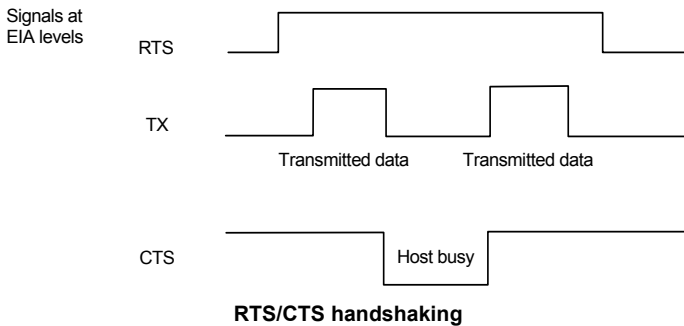 Signals at
EIA levels
RTS
TX
Transmitted data Transmitted data
CTS
Host busy
RTS/CTS handshaking